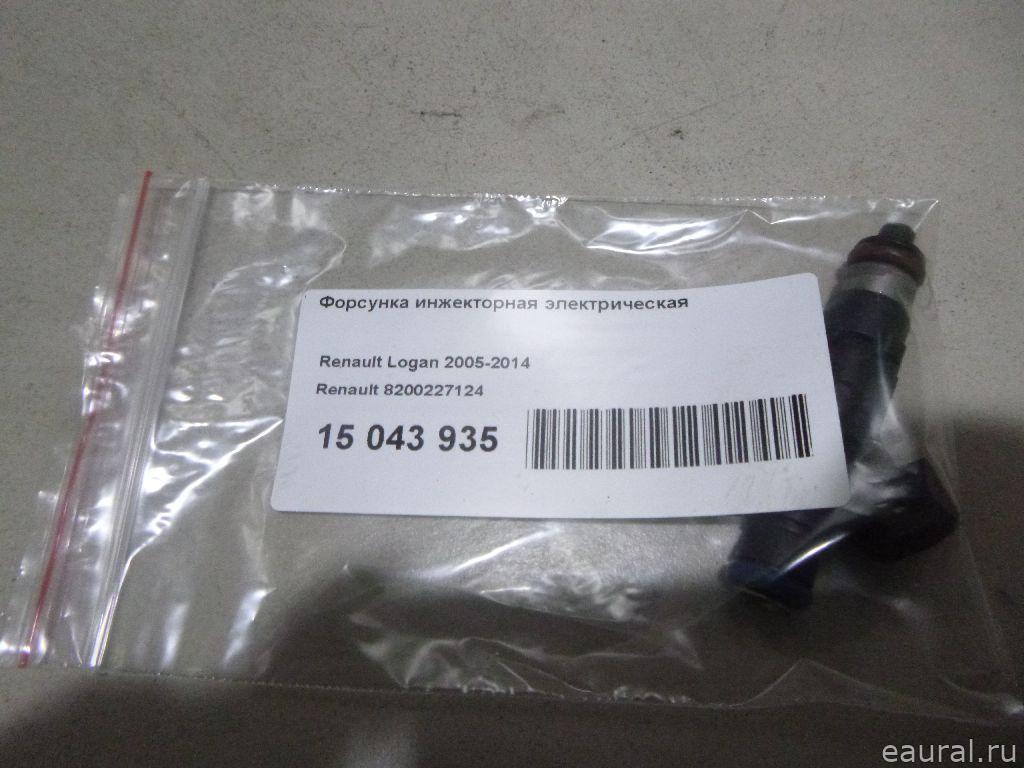 Форсунка инжекторная электрическая
Renault Logan 2005-2014
Renault 8200227124
15 043 935
eaural.ru